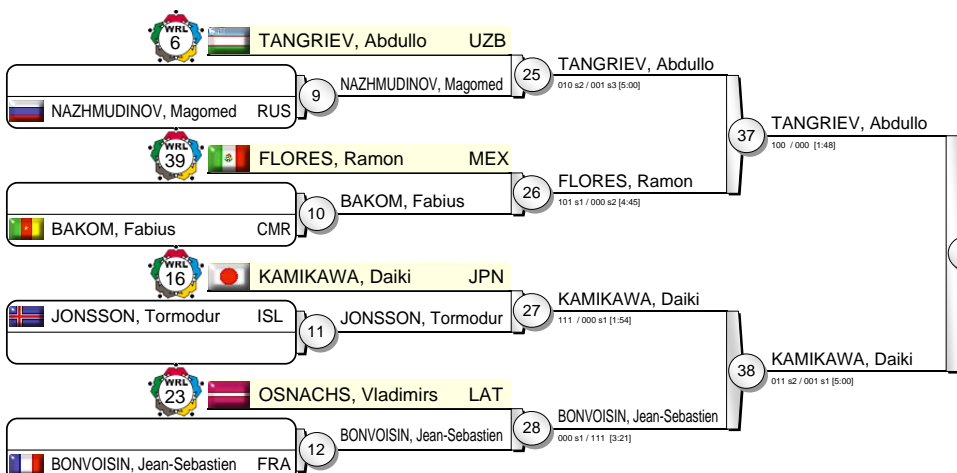 WRL
6
TANGRIEV, Abdullo UZB
25
TANGRIEV, Abdullo
010 s2 / 001 s3 [5:00]
NAZHMUDINOV, Magomed RUS
9
NAZHMUDINOV, Magomed
37
TANGRIEV, Abdullo
100 / 000 [1:48]
WRL
39
FLORES, Ramon MEX
26
FLORES, Ramon
101 s1 / 000 s2 [4:45]
BAKOM, Fabius CMR
10
BAKOM, Fabius
WRL
16
KAMIKAWA, Daiki JPN
27
KAMIKAWA, Daiki
111 / 000 s1 [1:54]
JONSSON, Tormodur ISL
11
JONSSON, Tormodur
38
KAMIKAWA, Daiki
011 s2 / 001 s1 [5:00]
WRL
23
OSNACHS, Vladimirs LAT
28
BONVOISIN, Jean-Sebastien
000 s1 / 111 [3:21]
BONVOISIN, Jean-Sebastien FRA
12
BONVOISIN, Jean-Sebastien